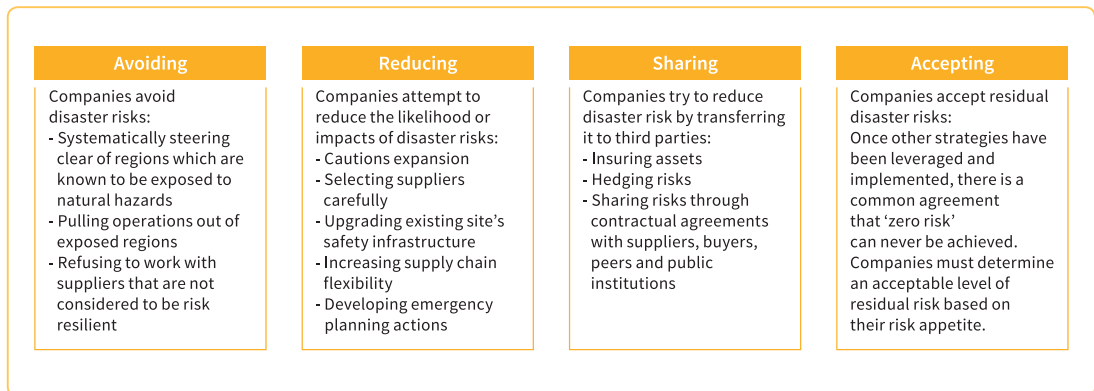 Avoiding
Companies avoid
disaster risks:
- Systematically steering
clear of regions which are
known to be exposed to
natural hazards
- Pulling operations out of
exposed regions
- Refusing to work with
suppliers that are not
considered to be risk
resilient
Reducing
Companies attempt to
reduce the likelihood or
impacts of disaster risks:
- Cautions expansion
- Selecting suppliers
carefully
- Upgrading existing site's
safety infrastructure
- Increasing supply chain
flexibility
- Developing emergency
planning actions
Sharing
Companies try to reduce
disaster risk by transferring
it to third parties:
- Insuring assets
- Hedging risks
- Sharing risks through
contractual agreements
with suppliers, buyers,
peers and public
institutions
Accepting
Companies accept residual
disaster risks:
Once other strategies have
been leveraged and
implemented, there is a
common agreement
that ‘zero risk’
can never be achieved.
Companies must determine
an acceptable level of
residual risk based on
their risk appetite.